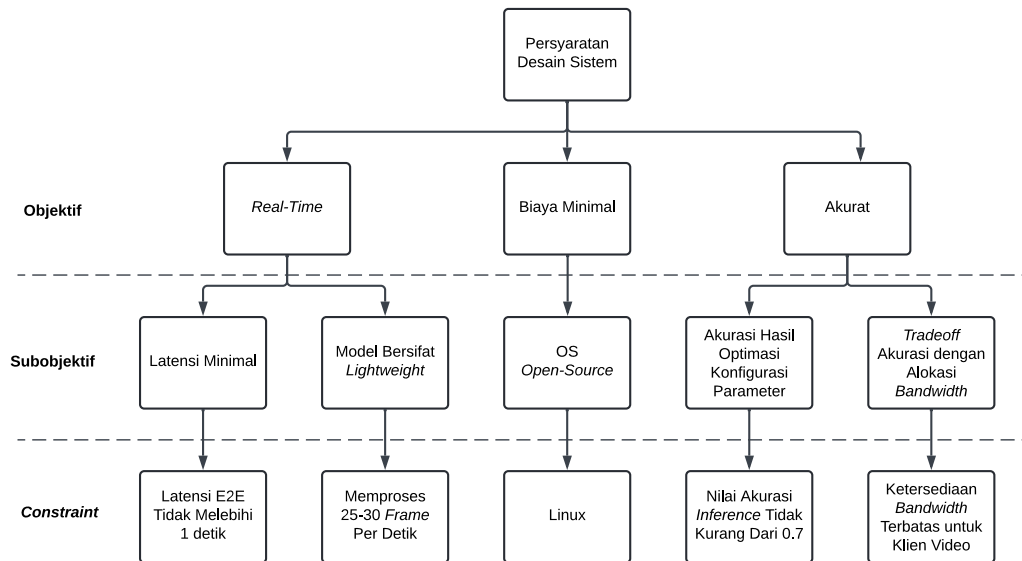 Persyaratan
Desain Sistem
Objektif
Real-Time
Biaya Minimal
Akurat
Subobjektif
Latensi Minimal
Model Bersifat
Lightweight
OS
Open-Source
Akurasi Hasil
Optimasi
Konfigurasi
Parameter
Tradeoff
Akurasi dengan
Alokasi
Bandwidth
Constraint
Latensi E2E
Tidak Melebihi
1 detik
Memproses
25-30 Frame
Per Detik
Linux
Nilai Akurasi
Inference Tidak
Kurang Dari 0.7
Ketersediaan
Bandwidth
Terbatas untuk
Klien Video